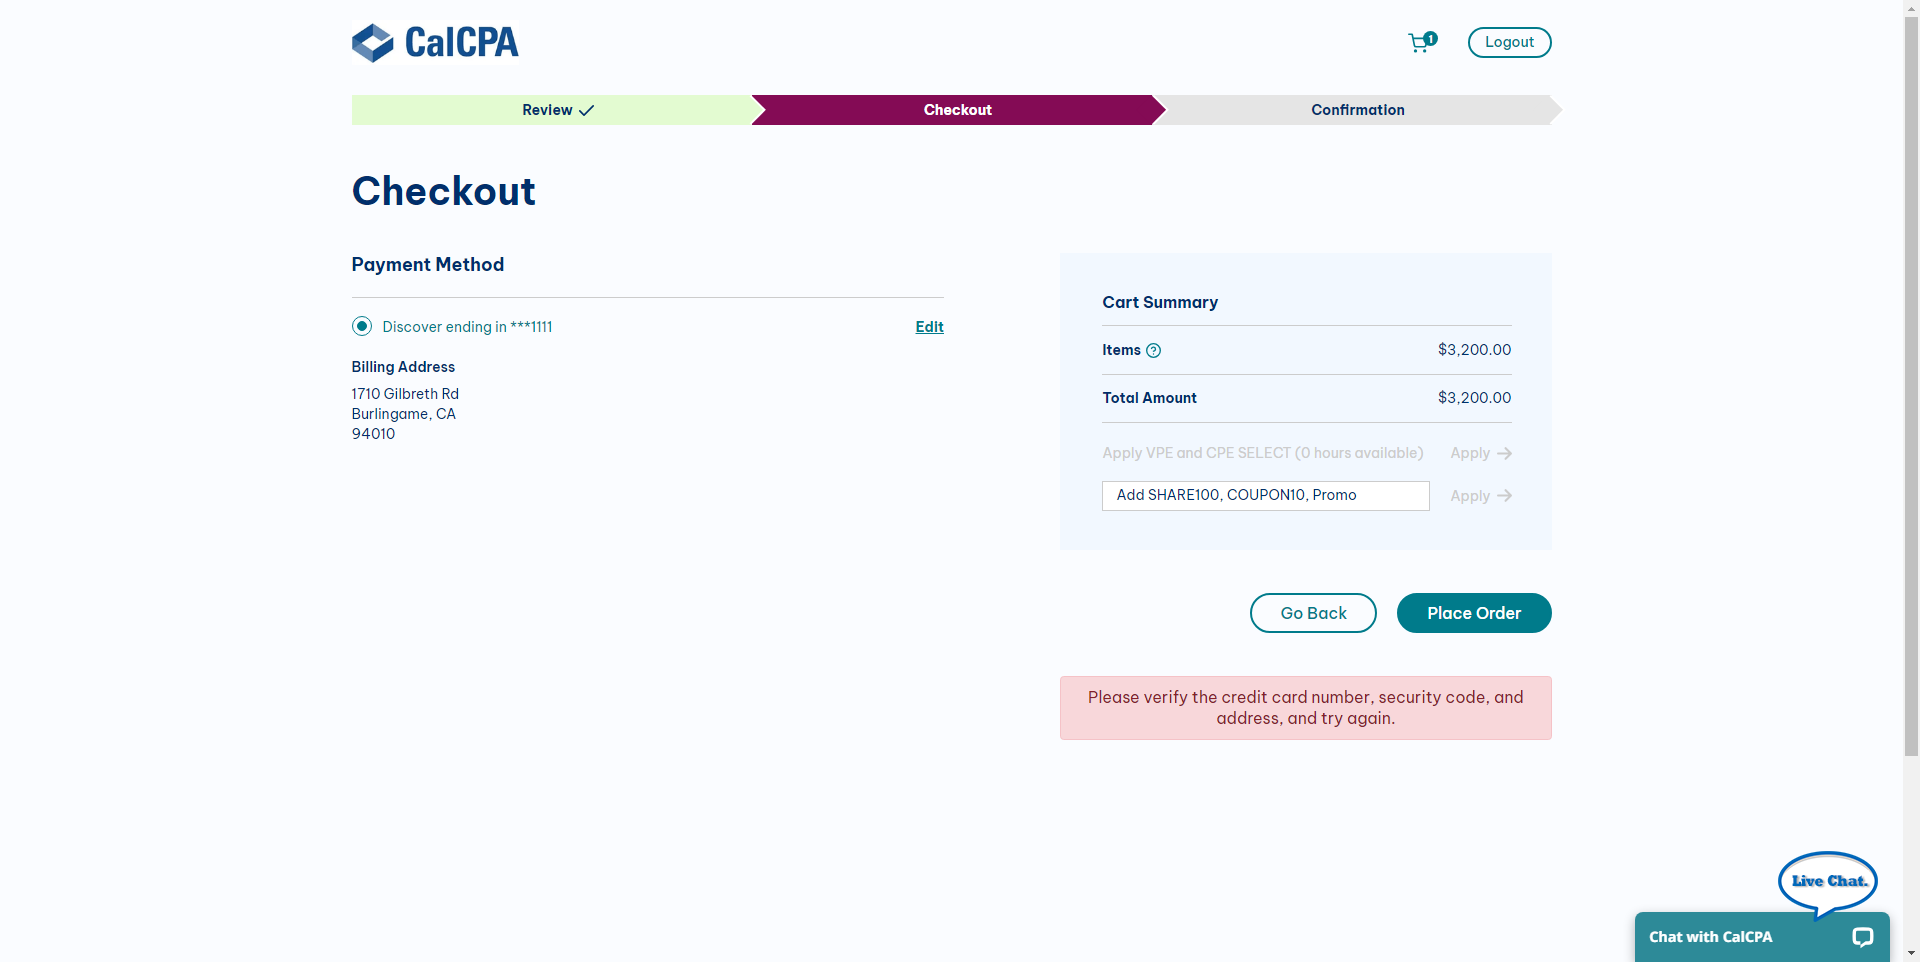 CalCPA
1
Logout
Review
Checkout
Confirmation
Checkout
Payment Method
Discover ending in ***1111
Edit
Billing Address
1710 Gilbreth Rd
Burlingame, CA
94010
Cart Summary
Items ?
$3,200.00
Total Amount
$3,200.00
Apply VPE and CPE SELECT (0 hours available)
Apply
Add SHARE100, COUPON10, Promo
Apply
Go Back
Place Order
Please verify the credit card number, security code, and
address, and try again.
Live Chat.
Chat with CalCPA